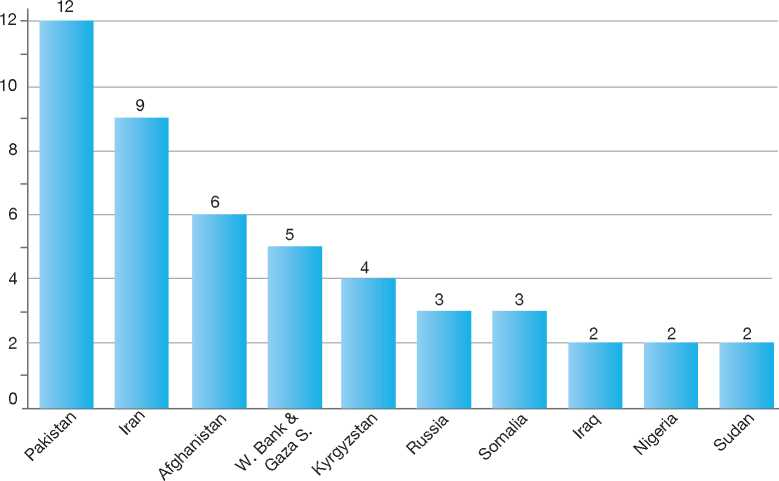 12
10
8
6
4
2
0
12
9
6
5
4
3
3
2
2
2
Pakistan
Iran
Afghanistan
W. Bank &
Gaza S.
Kyrgyzstan
Russia
Somalia
Iraq
Nigeria
Sudan